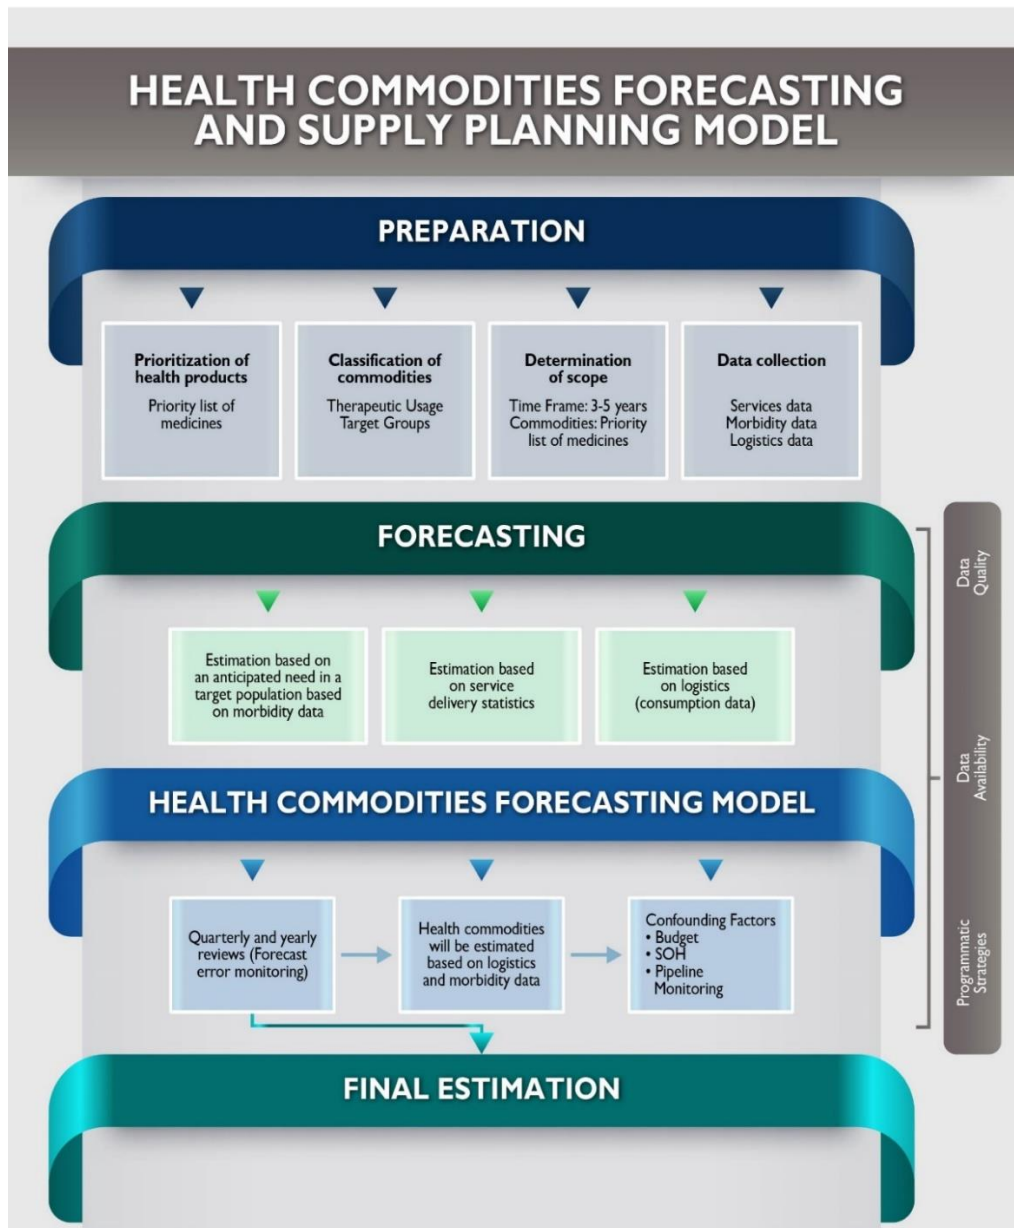 HEALTH COMMODITIES FORECASTING
AND SUPPLY PLANNING MODEL
PREPARATION
Prioritization of
health products
Priority list of
medicines
Classification of
commodities
Therapeutic Usage
Target Groups
Determination
of scope
Time Frame: 3-5 years
Commodities: Priority
list of medicines
Data collection
Services data
Morbidity data
Logistics data
FORECASTING
Estimation based on
an anticipated need in a
target population based
on morbidity data
Estimation based
on service
delivery statistics
Estimation based
on logistics
(consumption data)
HEALTH COMMODITIES FORECASTING MODEL
Quarterly and yearly
reviews (Forecast
error monitoring)
Health commodities
will be estimated
based on logistics
and morbidity data
Confounding Factors
• Budget
• SOH
• Pipeline
Monitoring
FINAL ESTIMATION
Data
Quality
Data
Availability
Programmatic
Strategies